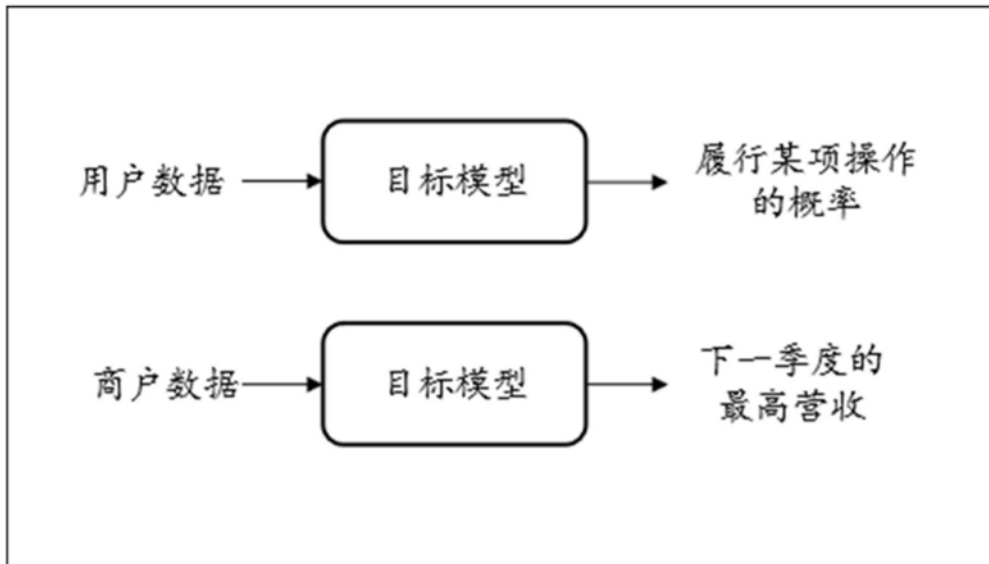 用户数据
目标模型
履行某项操作
的概率
商户数据
目标模型
下一季度的
最高营收